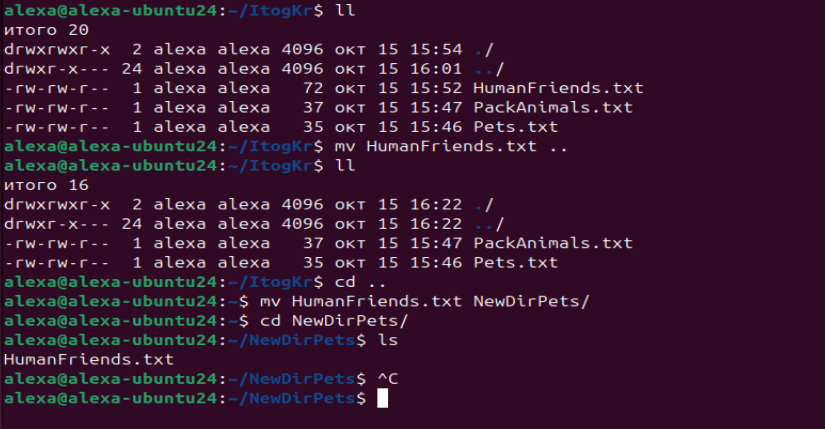 alexa@alexa-ubuntu24:~/ItogKr$ ll
итого 20
drwxrwxr-x  2 alexa alexa 4096 окт 15 15:54 ./
drwxr-x--- 24 alexa alexa 4096 окт 15 16:01 ../
-rw-rw-r--  1 alexa alexa   72 окт 15 15:52 HumanFriends.txt
-rw-rw-r--  1 alexa alexa   37 окт 15 15:47 PackAnimals.txt
-rw-rw-r--  1 alexa alexa   35 окт 15 15:46 Pets.txt
alexa@alexa-ubuntu24:~/ItogKr$ mv HumanFriends.txt ..
alexa@alexa-ubuntu24:~/ItogKr$ ll
итого 16
drwxrwxr-x  2 alexa alexa 4096 окт 15 16:22 ./
drwxr-x--- 24 alexa alexa 4096 окт 15 16:22 ../
-rw-rw-r--  1 alexa alexa   37 окт 15 15:47 PackAnimals.txt
-rw-rw-r--  1 alexa alexa   35 окт 15 15:46 Pets.txt
alexa@alexa-ubuntu24:~/ItogKr$ cd ..
alexa@alexa-ubuntu24:~$ mv HumanFriends.txt NewDirPets/
alexa@alexa-ubuntu24:~$ cd NewDirPets/
alexa@alexa-ubuntu24:~/NewDirPets$ ls
HumanFriends.txt
alexa@alexa-ubuntu24:~/NewDirPets$ ^C
alexa@alexa-ubuntu24:~/NewDirPets$